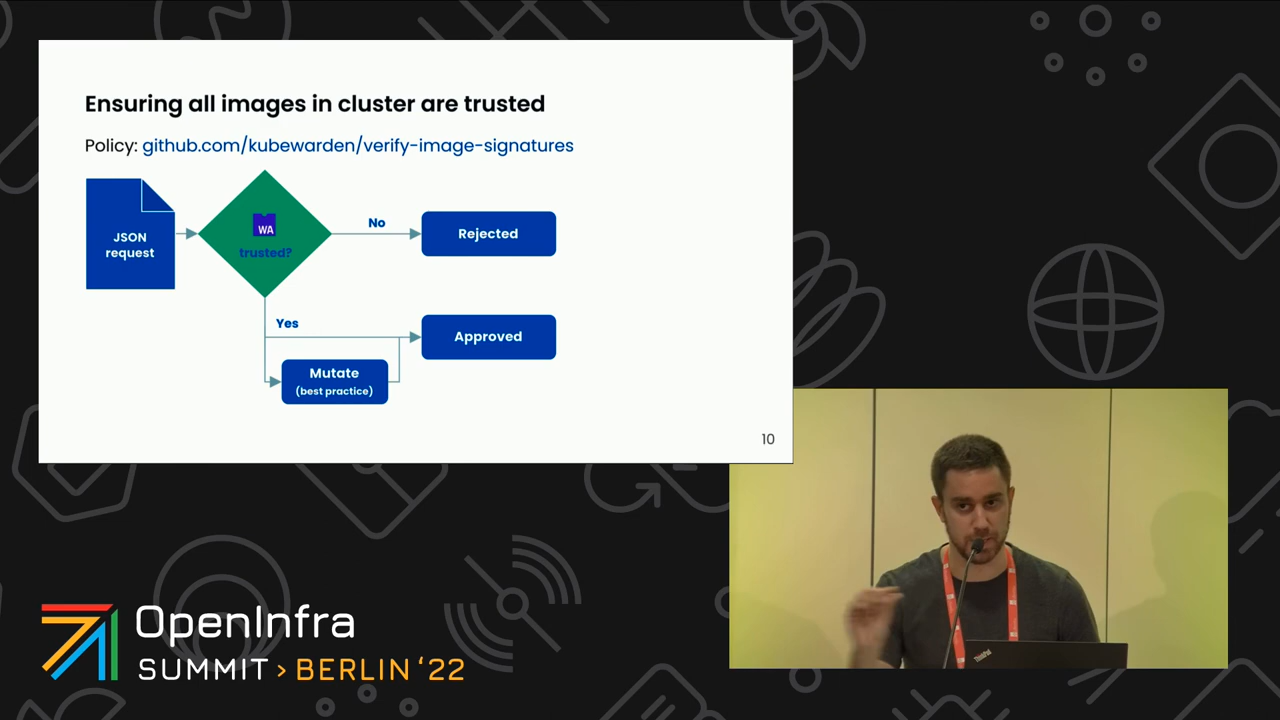 Ensuring all images in cluster are trusted
Policy: github.com/kubewarden/verify-image-signatures
JSON
request
WA
trusted?
No
Rejected
Yes
Approved
Mutate
(best practice)
10
ThinkPad
OpenInfra
SUMMIT > BERLIN '22